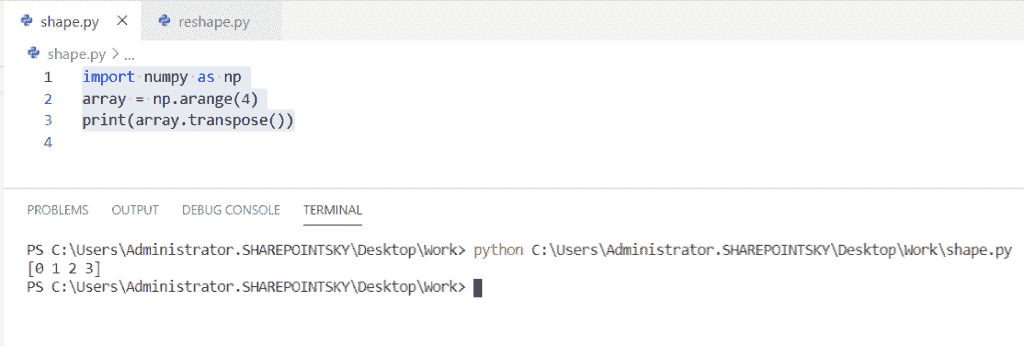 shape.py
reshape.py
shape.py > ...
1 import numpy as np
2 array = np.arange(4)
3 print(array.transpose())
4
PROBLEMS OUTPUT DEBUG CONSOLE TERMINAL
PS C:\Users\Administrator.SHAREPOINTSKY\Desktop\Work> python C:\Users\Administrator.SHAREPOINTSKY\Desktop\Work\shape.py
[0 1 2 3]
PS C:\Users\Administrator.SHAREPOINTSKY\Desktop\Work>